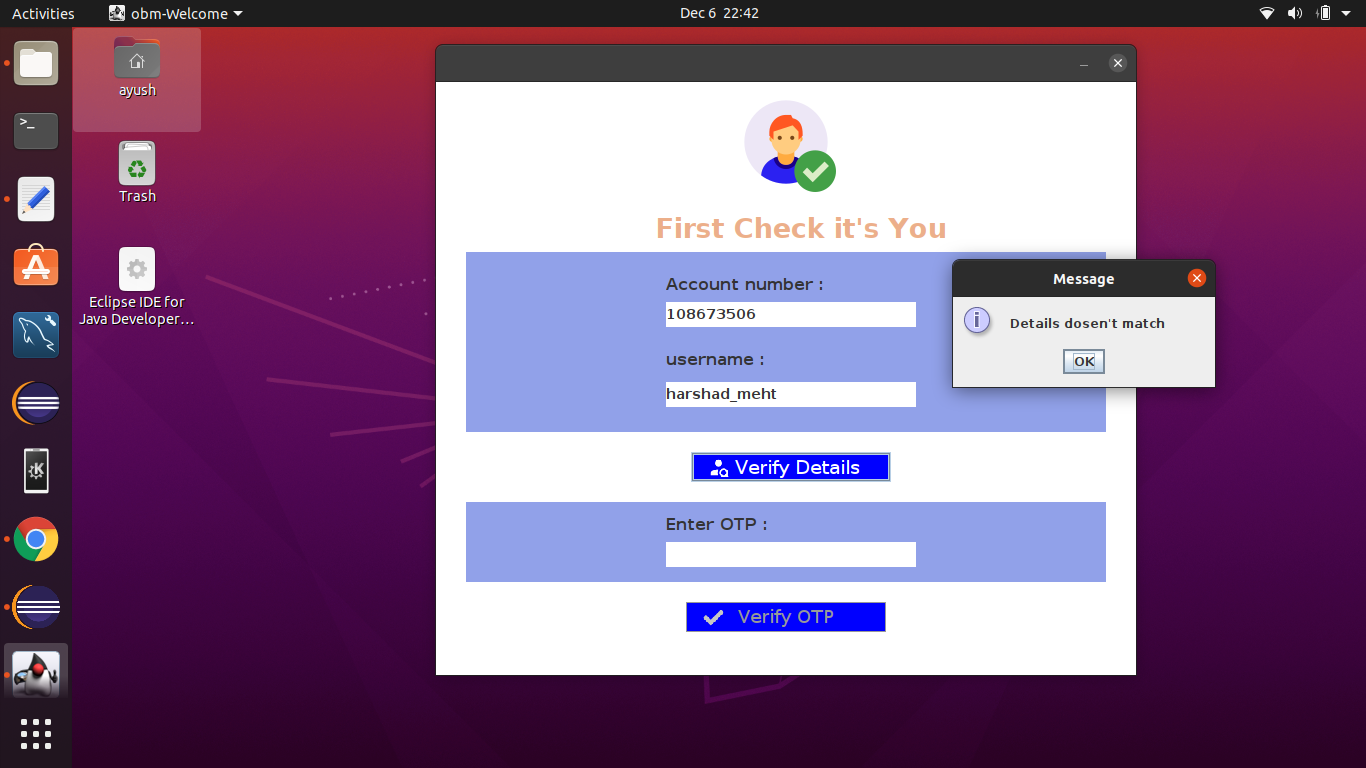 Activities
obm-Welcome
Dec 6 22:42
ayush
Trash
Eclipse IDE for
Java Developer…
>_
First Check it's You
Account number :
108673506
username :
harshad_meht
Verify Details
Enter OTP :
Verify OTP
Message
i
Details dosen't match
OK